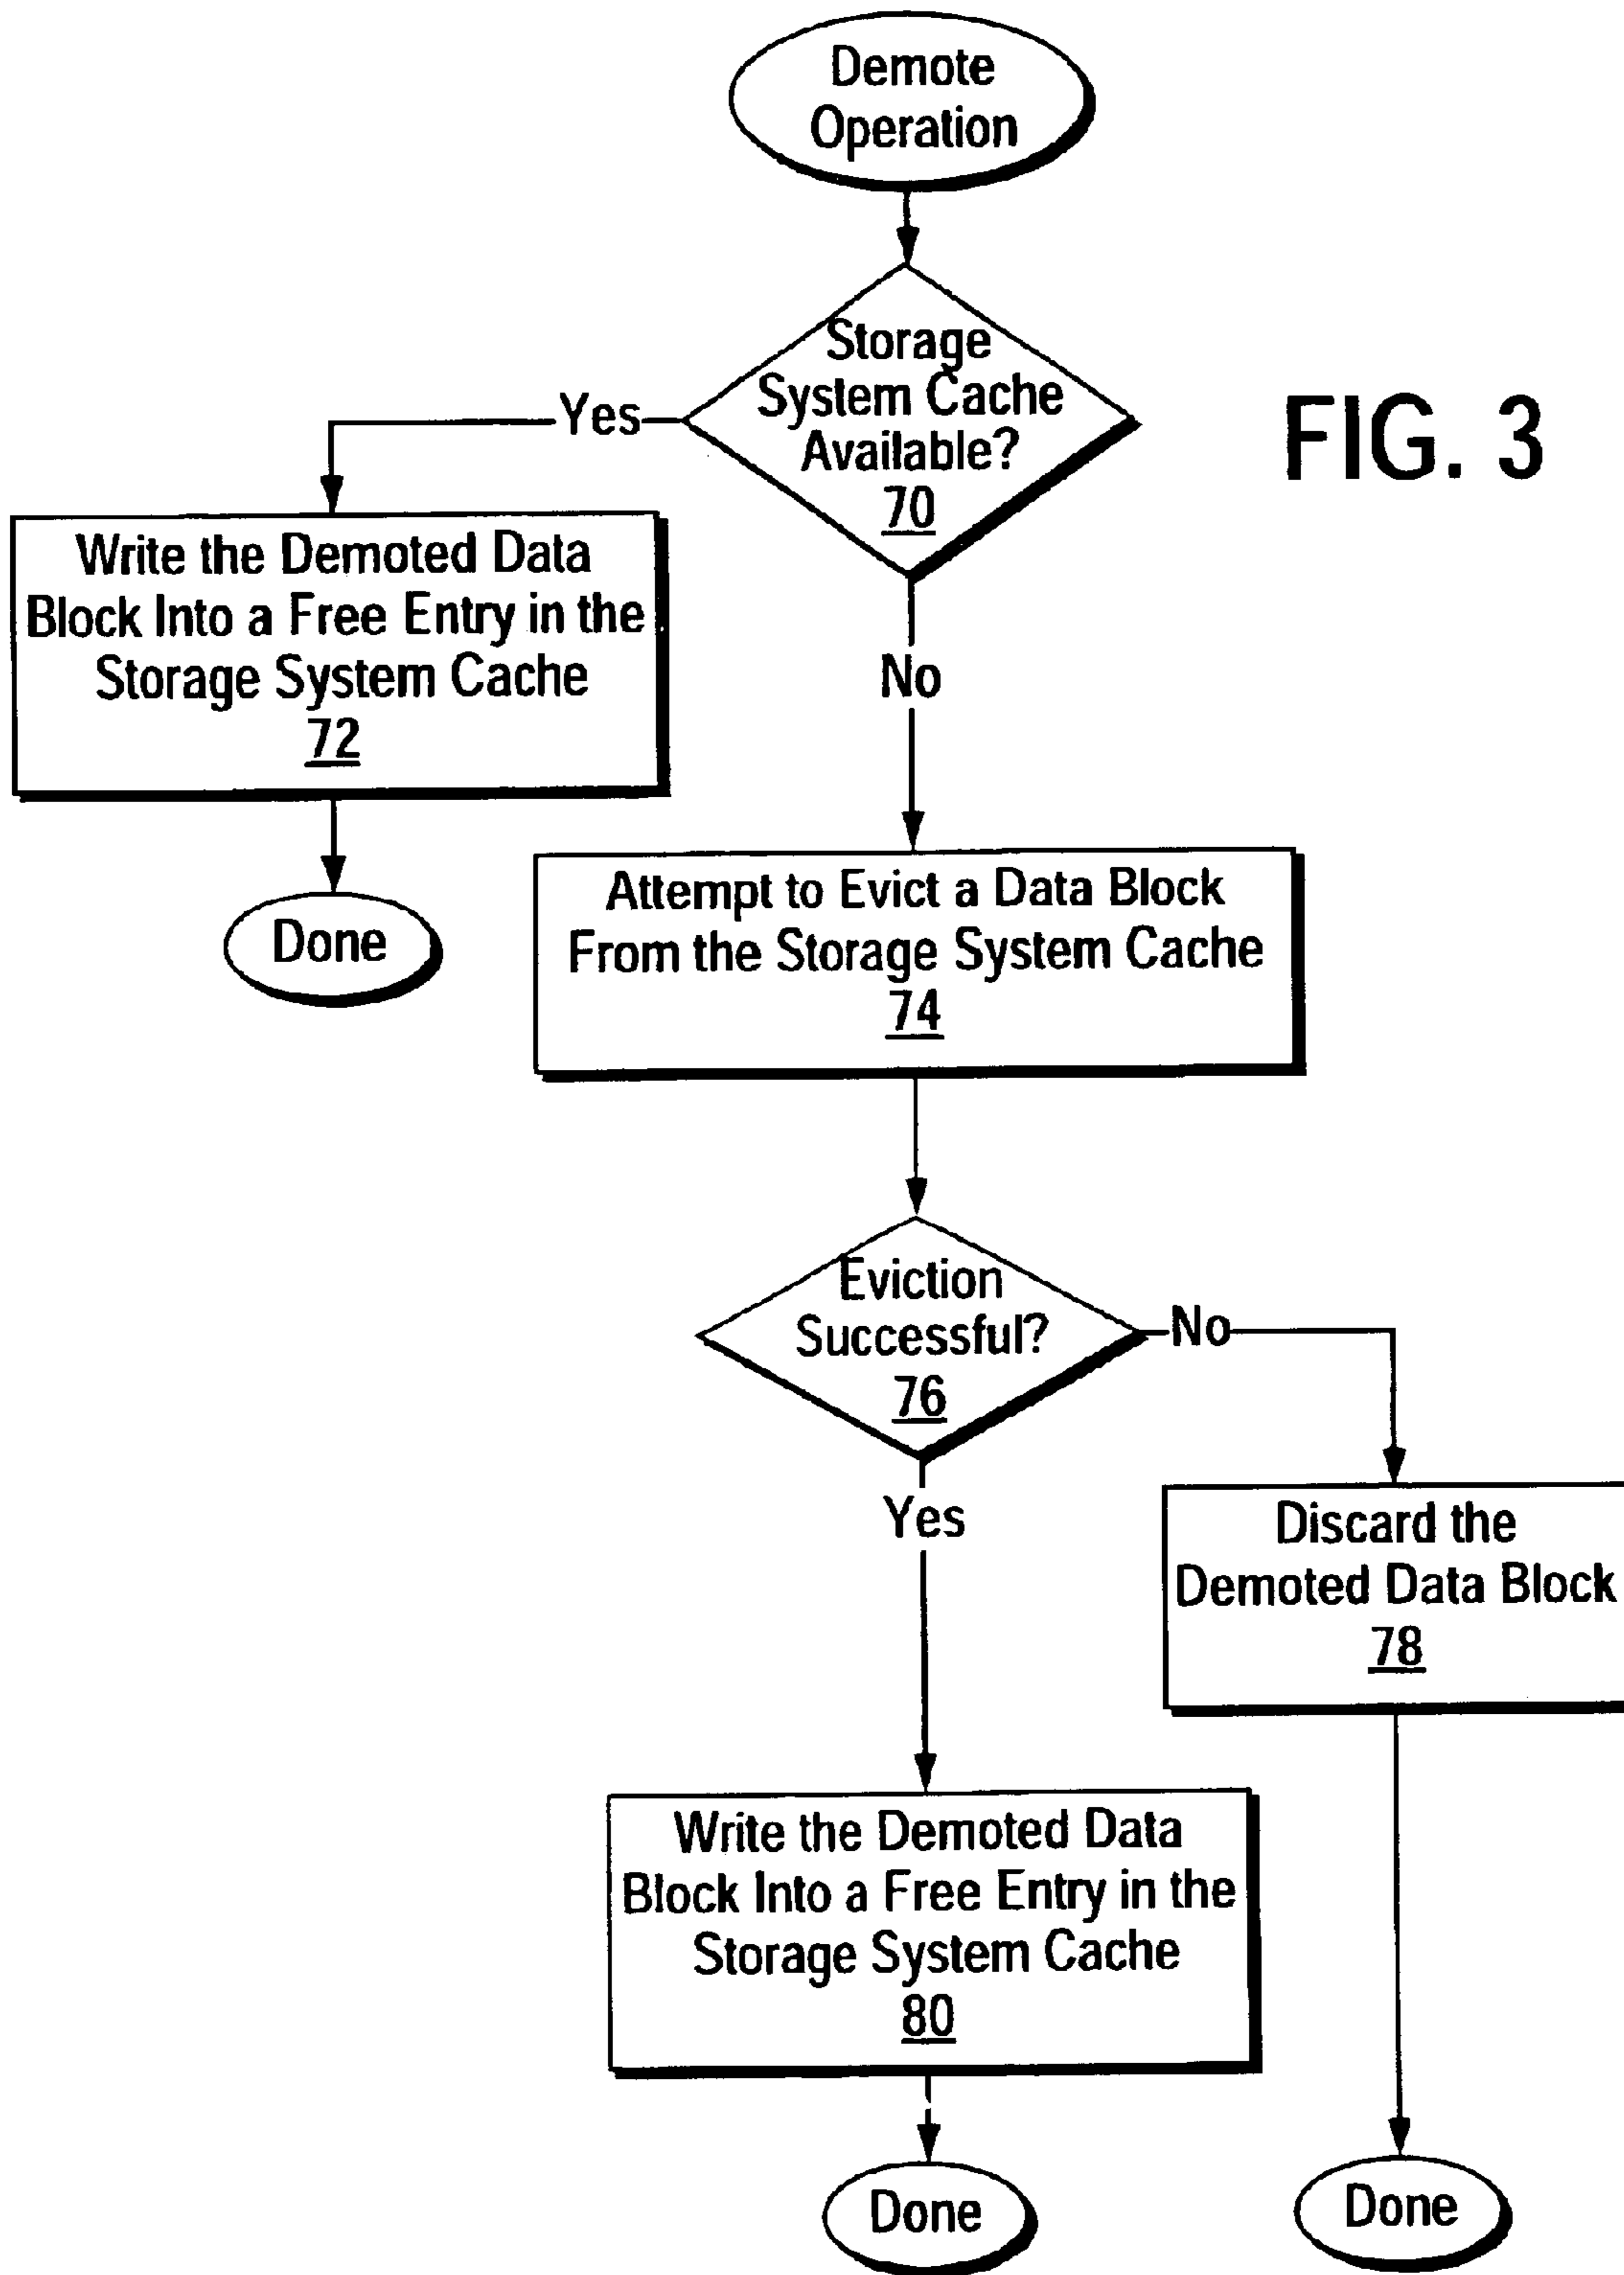 Demote
Operation
Storage
System Cache
Available?
70
FIG. 3
Yes
Write the Demoted Data
Block Into a Free Entry in the
Storage System Cache
72
Done
No
Attempt to Evict a Data Block
From the Storage System Cache
74
Eviction
Successful?
76
No
Yes
Discard the
Demoted Data Block
78
Write the Demoted Data
Block Into a Free Entry in the
Storage System Cache
80
Done
Done